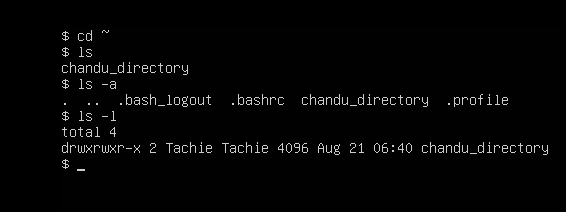 $ cd ~
$ ls
chandu_directory
$ ls -a
.  ..  .bash_logout  .bashrc  chandu_directory  .profile
$ ls -l
total 4
drwxrwxr-x 2 Tachie Tachie 4096 Aug 21 06:40 chandu_directory
$ _